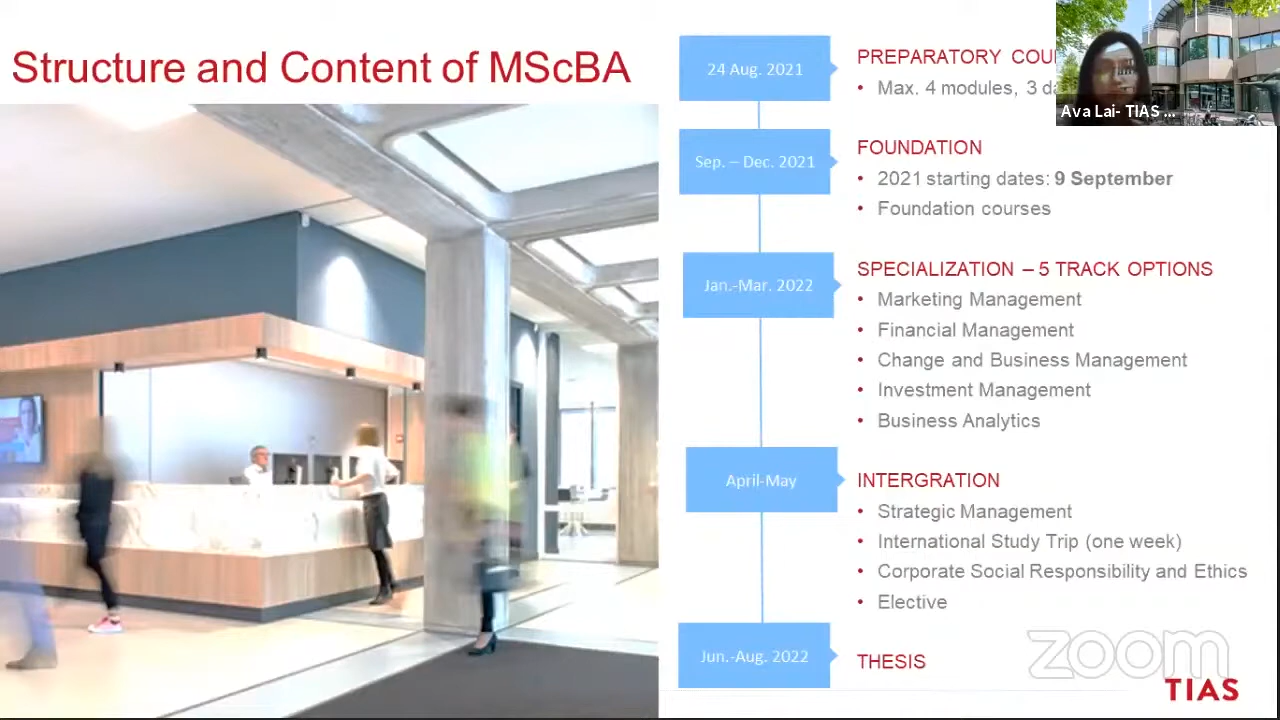 Structure and Content of MScBA
24 Aug. 2021
PREPARATORY
• Max. 4 modules, 3
Ava Lai- TIAS ...
Sep. – Dec. 2021
FOUNDATION
• 2021 starting dates: 9 September
• Foundation courses
Jan.-Mar. 2022
SPECIALIZATION – 5 TRACK OPTIONS
• Marketing Management
• Financial Management
• Change and Business Management
• Investment Management
• Business Analytics
April-May
INTERGRATION
• Strategic Management
• International Study Trip (one week)
• Corporate Social Responsibility and Ethics
• Elective
Jun.-Aug. 2022
THESIS
zoom
TIAS